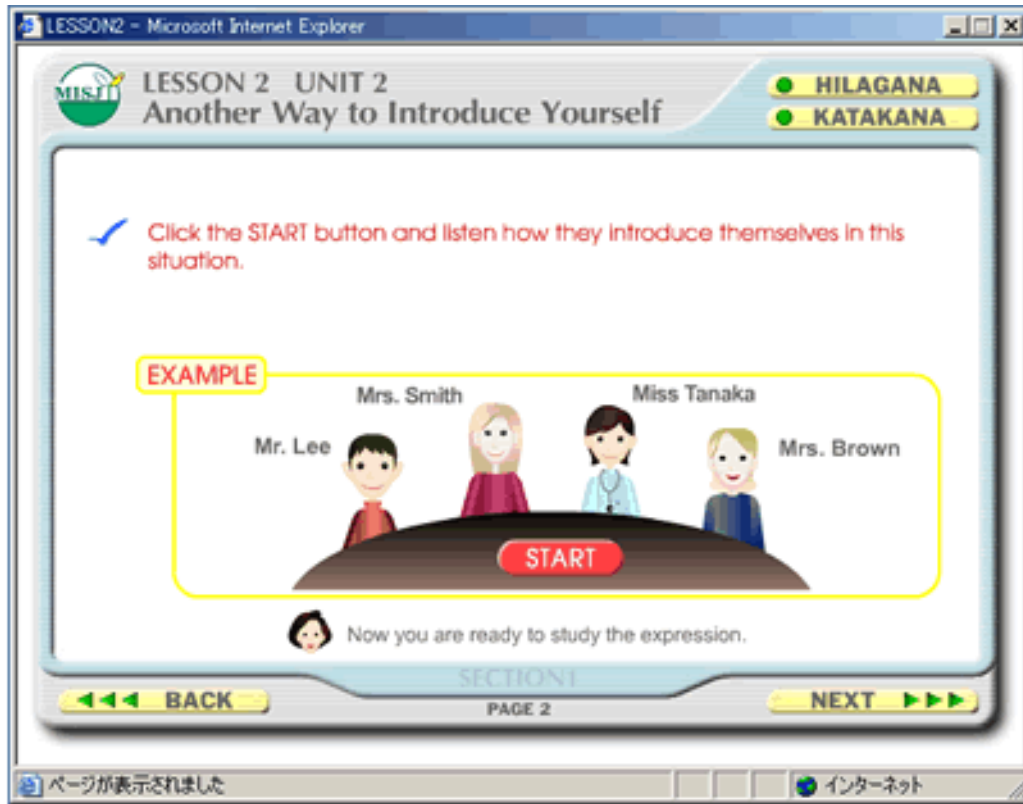 LESSON2 - Microsoft Internet Explorer
MISJ
LESSON 2 UNIT 2
Another Way to Introduce Yourself
HILAGANA
KATAKANA
Click the START button and listen how they introduce themselves in this
situation.
EXAMPLE
Mrs. Smith
Miss Tanaka
Mr. Lee
Mrs. Brown
START
Now you are ready to study the expression.
SECTION1
BACK
PAGE 2
NEXT
ページが表示されました
インターネット